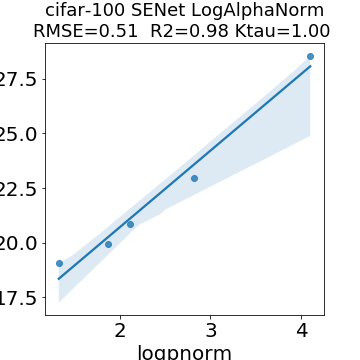 cifar-100 SENet LogAlphaNorm
RMSE=0.51 R2=0.98 Ktau=1.00
27.5
25.0
22.5
20.0
17.5
2 3 4
logpnorm